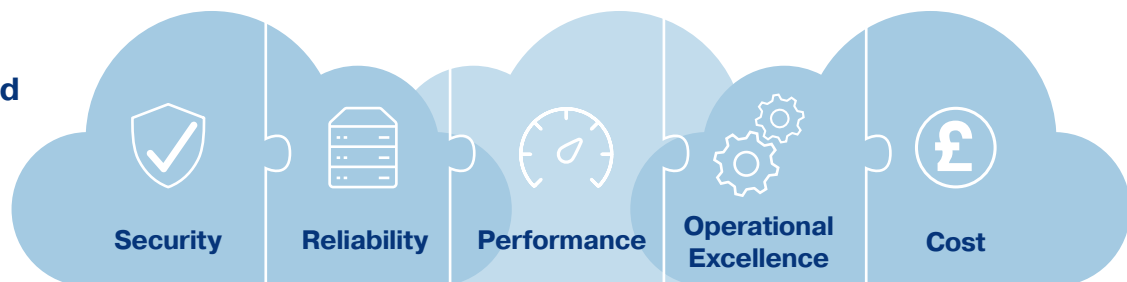 d
Security
Reliability
Performance
Operational
Excellence
Cost
£